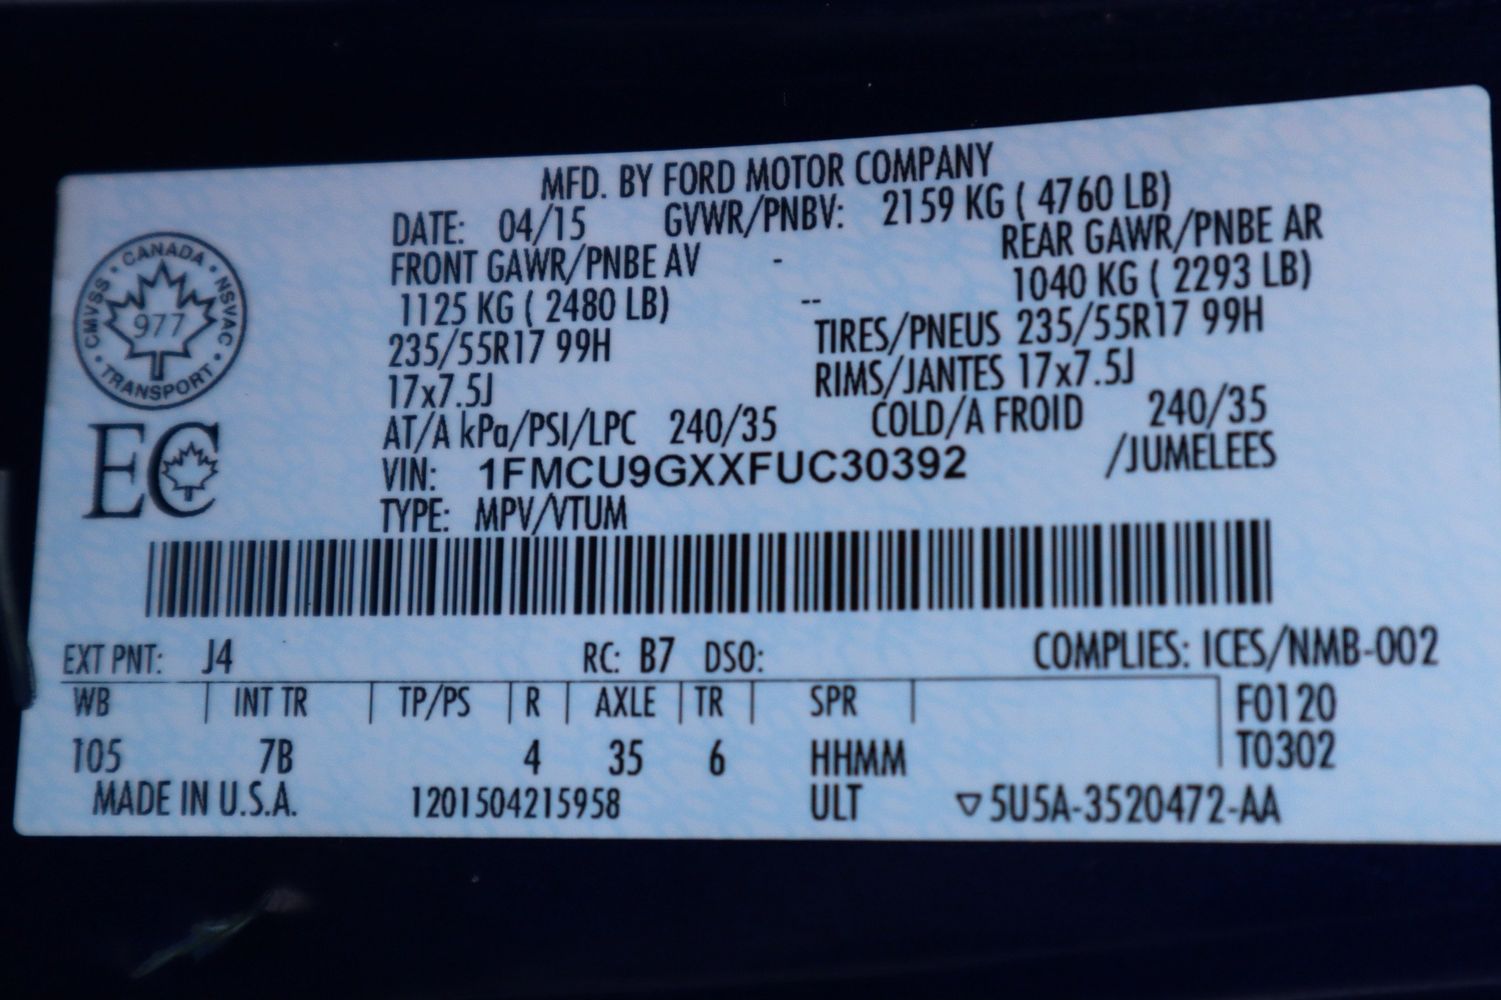 MFD. BY FORD MOTOR COMPANY
DATE: 04/15 GVWR/PNBV: 2159 KG ( 4760 LB)
FRONT GAWR/PNBE AV - REAR GAWR/PNBE AR
1125 KG ( 2480 LB) -- 1040 KG ( 2293 LB)
235/55R17 99H TIRES/PNEUS 235/55R17 99H
17x7.5J RIMS/JANTES 17x7.5J
AT/A kPa/PSI/LPC 240/35 COLD/A FROID 240/35
VIN: 1FMCU9GXXFUC30392 /JUMELEES
TYPE: MPV/VTUM
CANADA
CMVSS
NSVAC
977
TRANSPORT
EC
EXT PNT: J4 RC: B7 DSO: COMPLIES: ICES/NMB-002
WB INT TR TP/PS R AXLE TR SPR F0120
105 7B 4 35 6 HHMM T0302
MADE IN U.S.A. 1201504215958 ULT ▽5U5A-3520472-AA